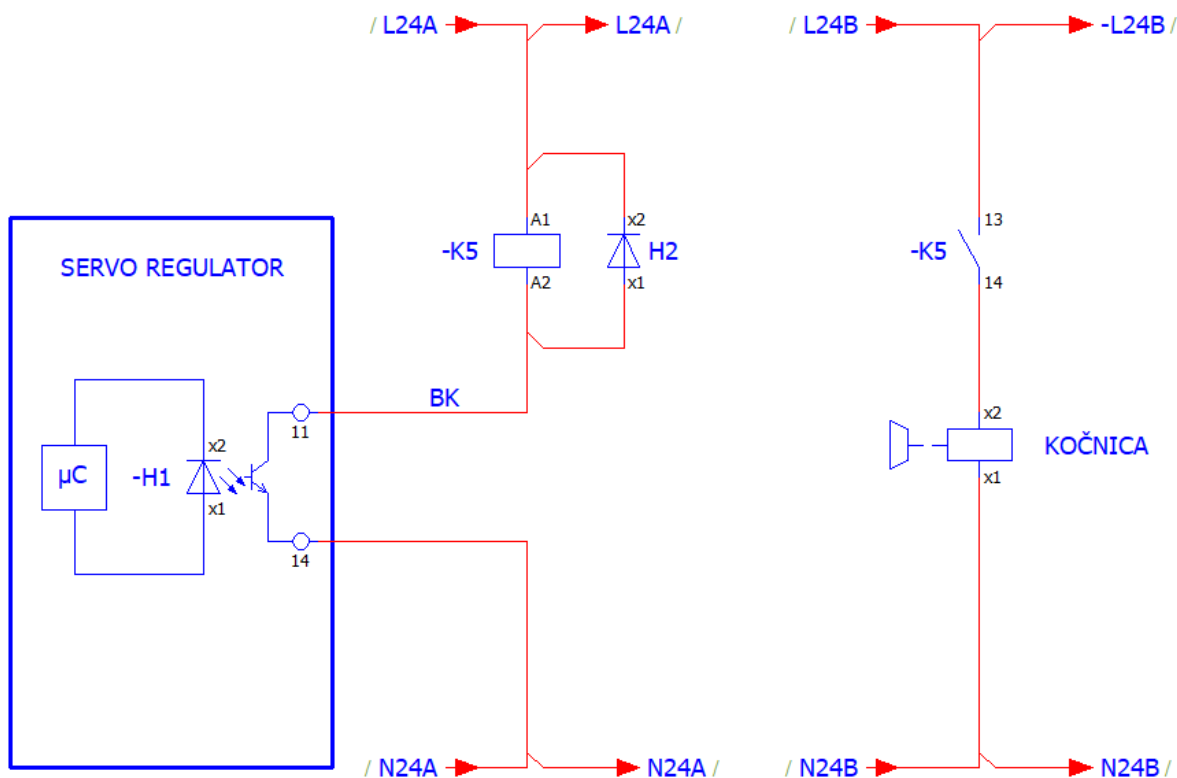 / L24A L24A / / L24B -L24B /
A1 x2 13
-K5 H2 -K5
A2 x1 14
SERVO REGULATOR
BK
11
x2
µC -H1
x1
14
x2
KOČNICA
x1
/ N24A N24A / / N24B N24B /